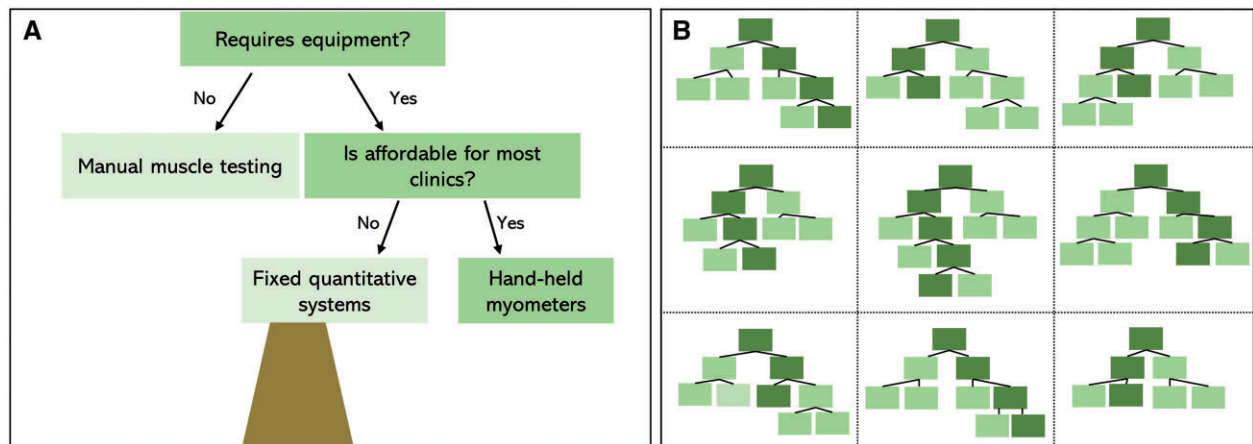 A
Requires equipment?
No
Yes
Manual muscle testing
Is affordable for most
clinics?
No
Yes
Fixed quantitative
systems
Hand-held
myometers
B